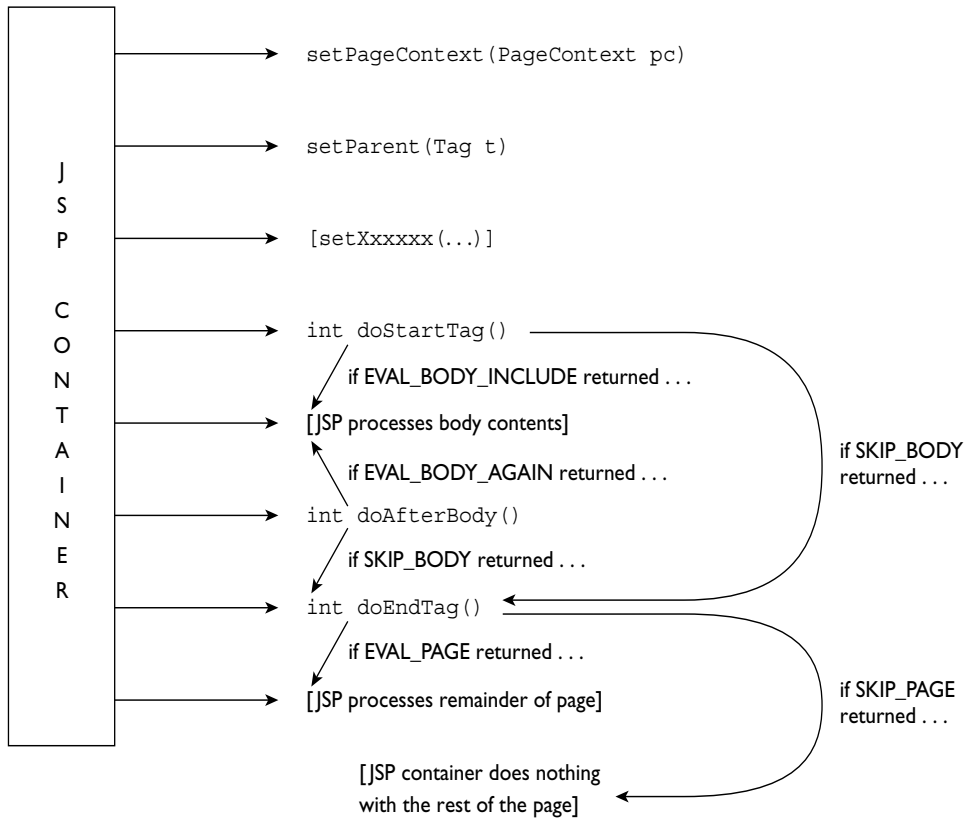 JSP CONTAINER
setPageContext(PageContext pc)
setParent(Tag t)
[setXxxxxx(...)]
int doStartTag()
if EVAL_BODY_INCLUDE returned . . .
[JSP processes body contents]
if EVAL_BODY_AGAIN returned . . .
if SKIP_BODY
returned . . .
int doAfterBody()
if SKIP_BODY returned . . .
int doEndTag()
if EVAL_PAGE returned . . .
[JSP processes remainder of page]
if SKIP_PAGE
returned . . .
[JSP container does nothing
with the rest of the page]